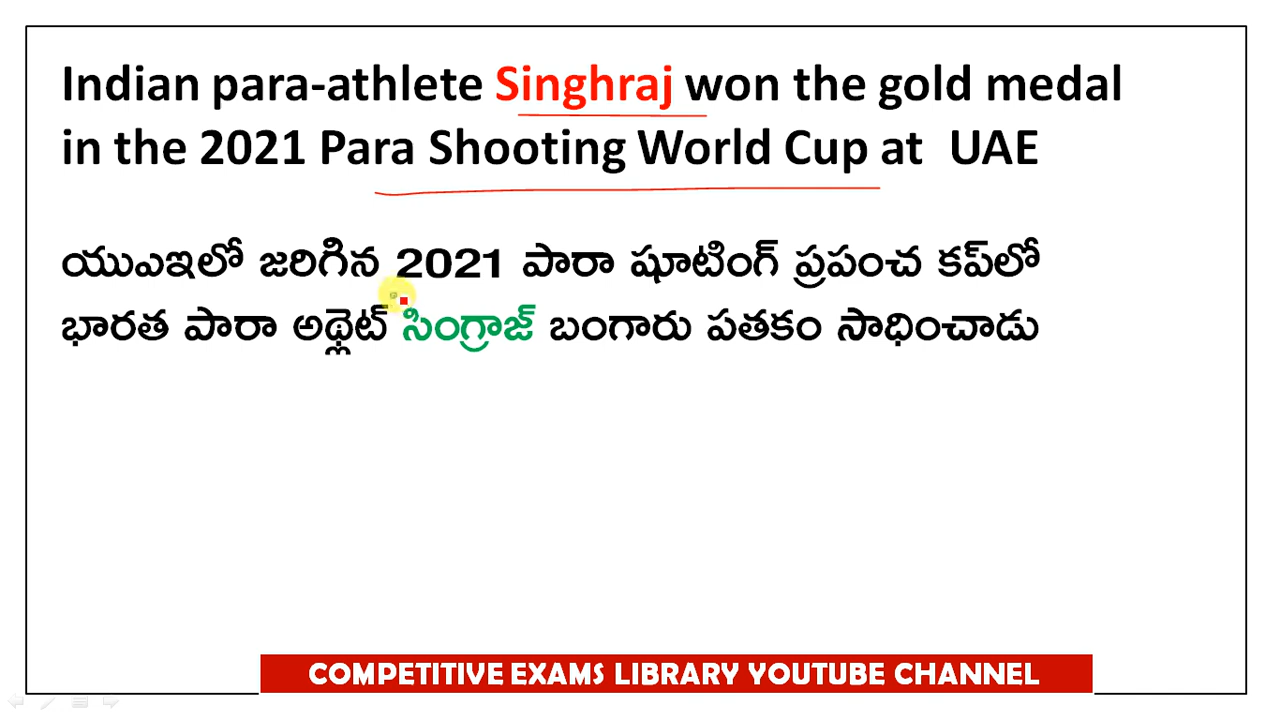 Indian para-athlete Singhraj won the gold medal
in the 2021 Para Shooting World Cup at UAE
యుఎఇలో జరిగిన 2021 పారా షూటింగ్ ప్రపంచ కప్‌లో
భారత పారా అథ్లెట్ సింగ్రాజ్ బంగారు పతకం సాధించాడు
COMPETITIVE EXAMS LIBRARY YOUTUBE CHANNEL